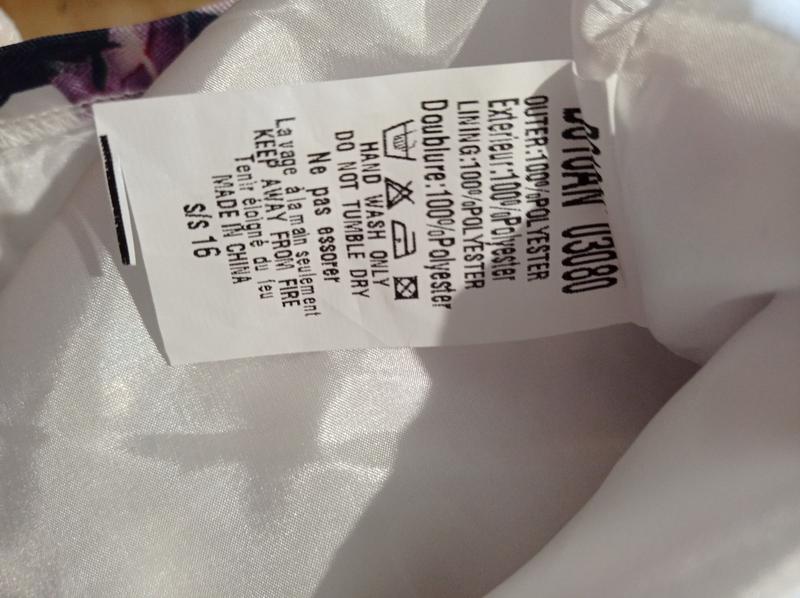 U3080
OUTER:100%POLYESTER
Exterieur:100%Polyester
LINING:100%POLYESTER
Doublure:100%Polyester
HAND WASH ONLY
DO NOT TUMBLE DRY
Ne pas essorer
La vage à la main seulement
KEEP AWAY FROM FIRE
Tenir éloigné du feu
MADE IN CHINA
S/S 16